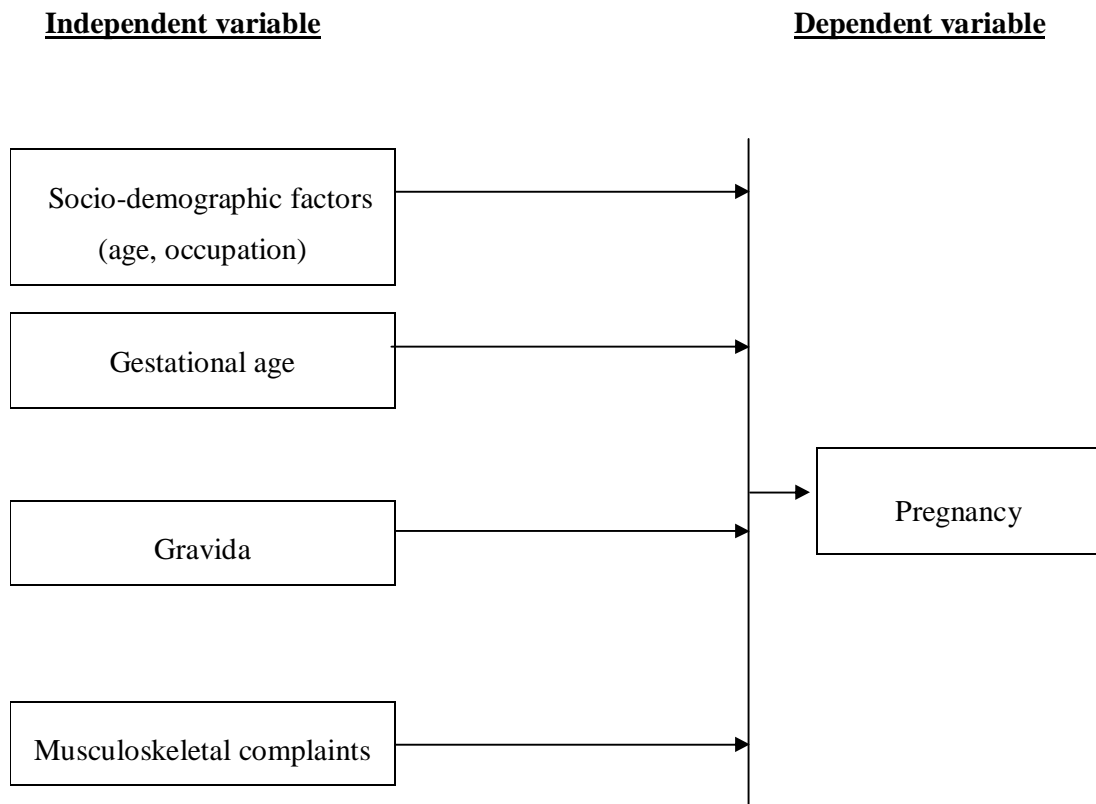 Independent variable
Dependent variable
Socio-demographic factors
(age, occupation)
Gestational age
Gravida
Pregnancy
Musculoskeletal complaints